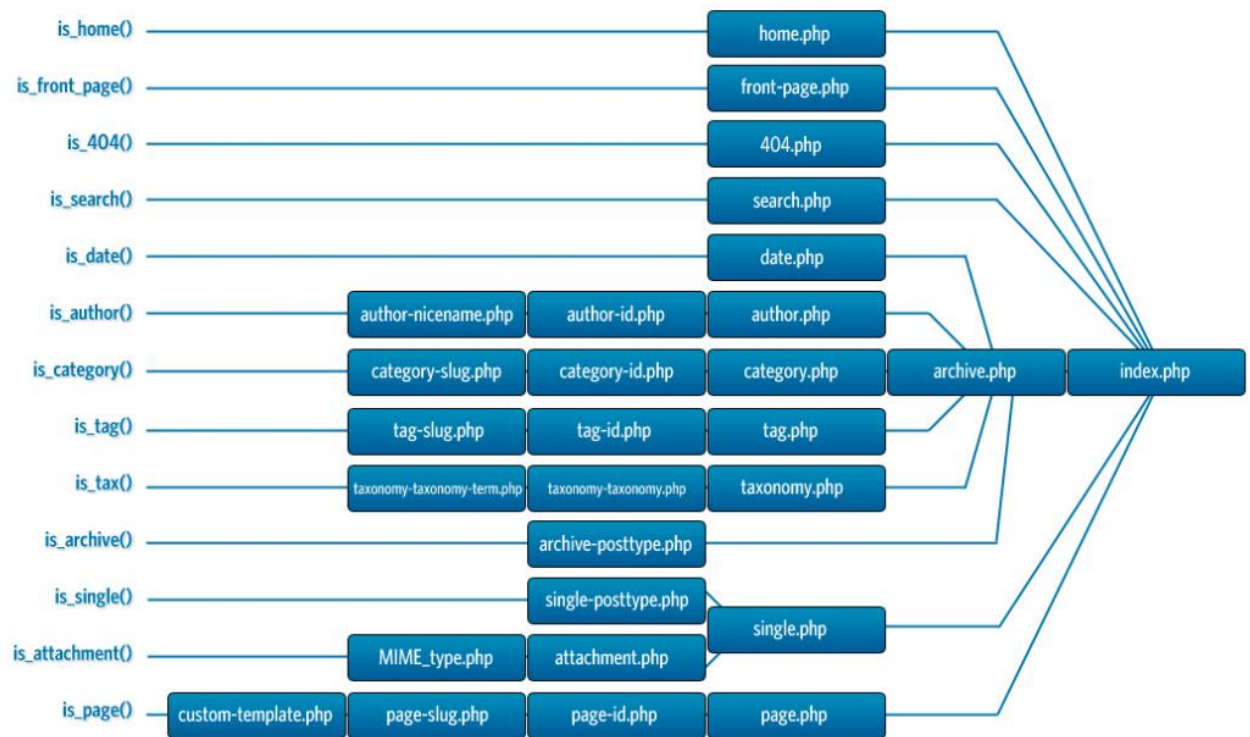 is_home() home.php
is_front_page() front-page.php
is_404() 404.php
is_search() search.php
is_date() date.php
is_author() author-nicename.php author-id.php author.php
is_category() category-slug.php category-id.php category.php archive.php index.php
is_tag() tag-slug.php tag-id.php tag.php
is_tax() taxonomy-taxonomy-term.php taxonomy-taxonomy.php taxonomy.php
is_archive() archive-posttype.php
is_single() single-posttype.php
single.php
is_attachment() MIME_type.php attachment.php
is_page() custom-template.php page-slug.php page-id.php page.php